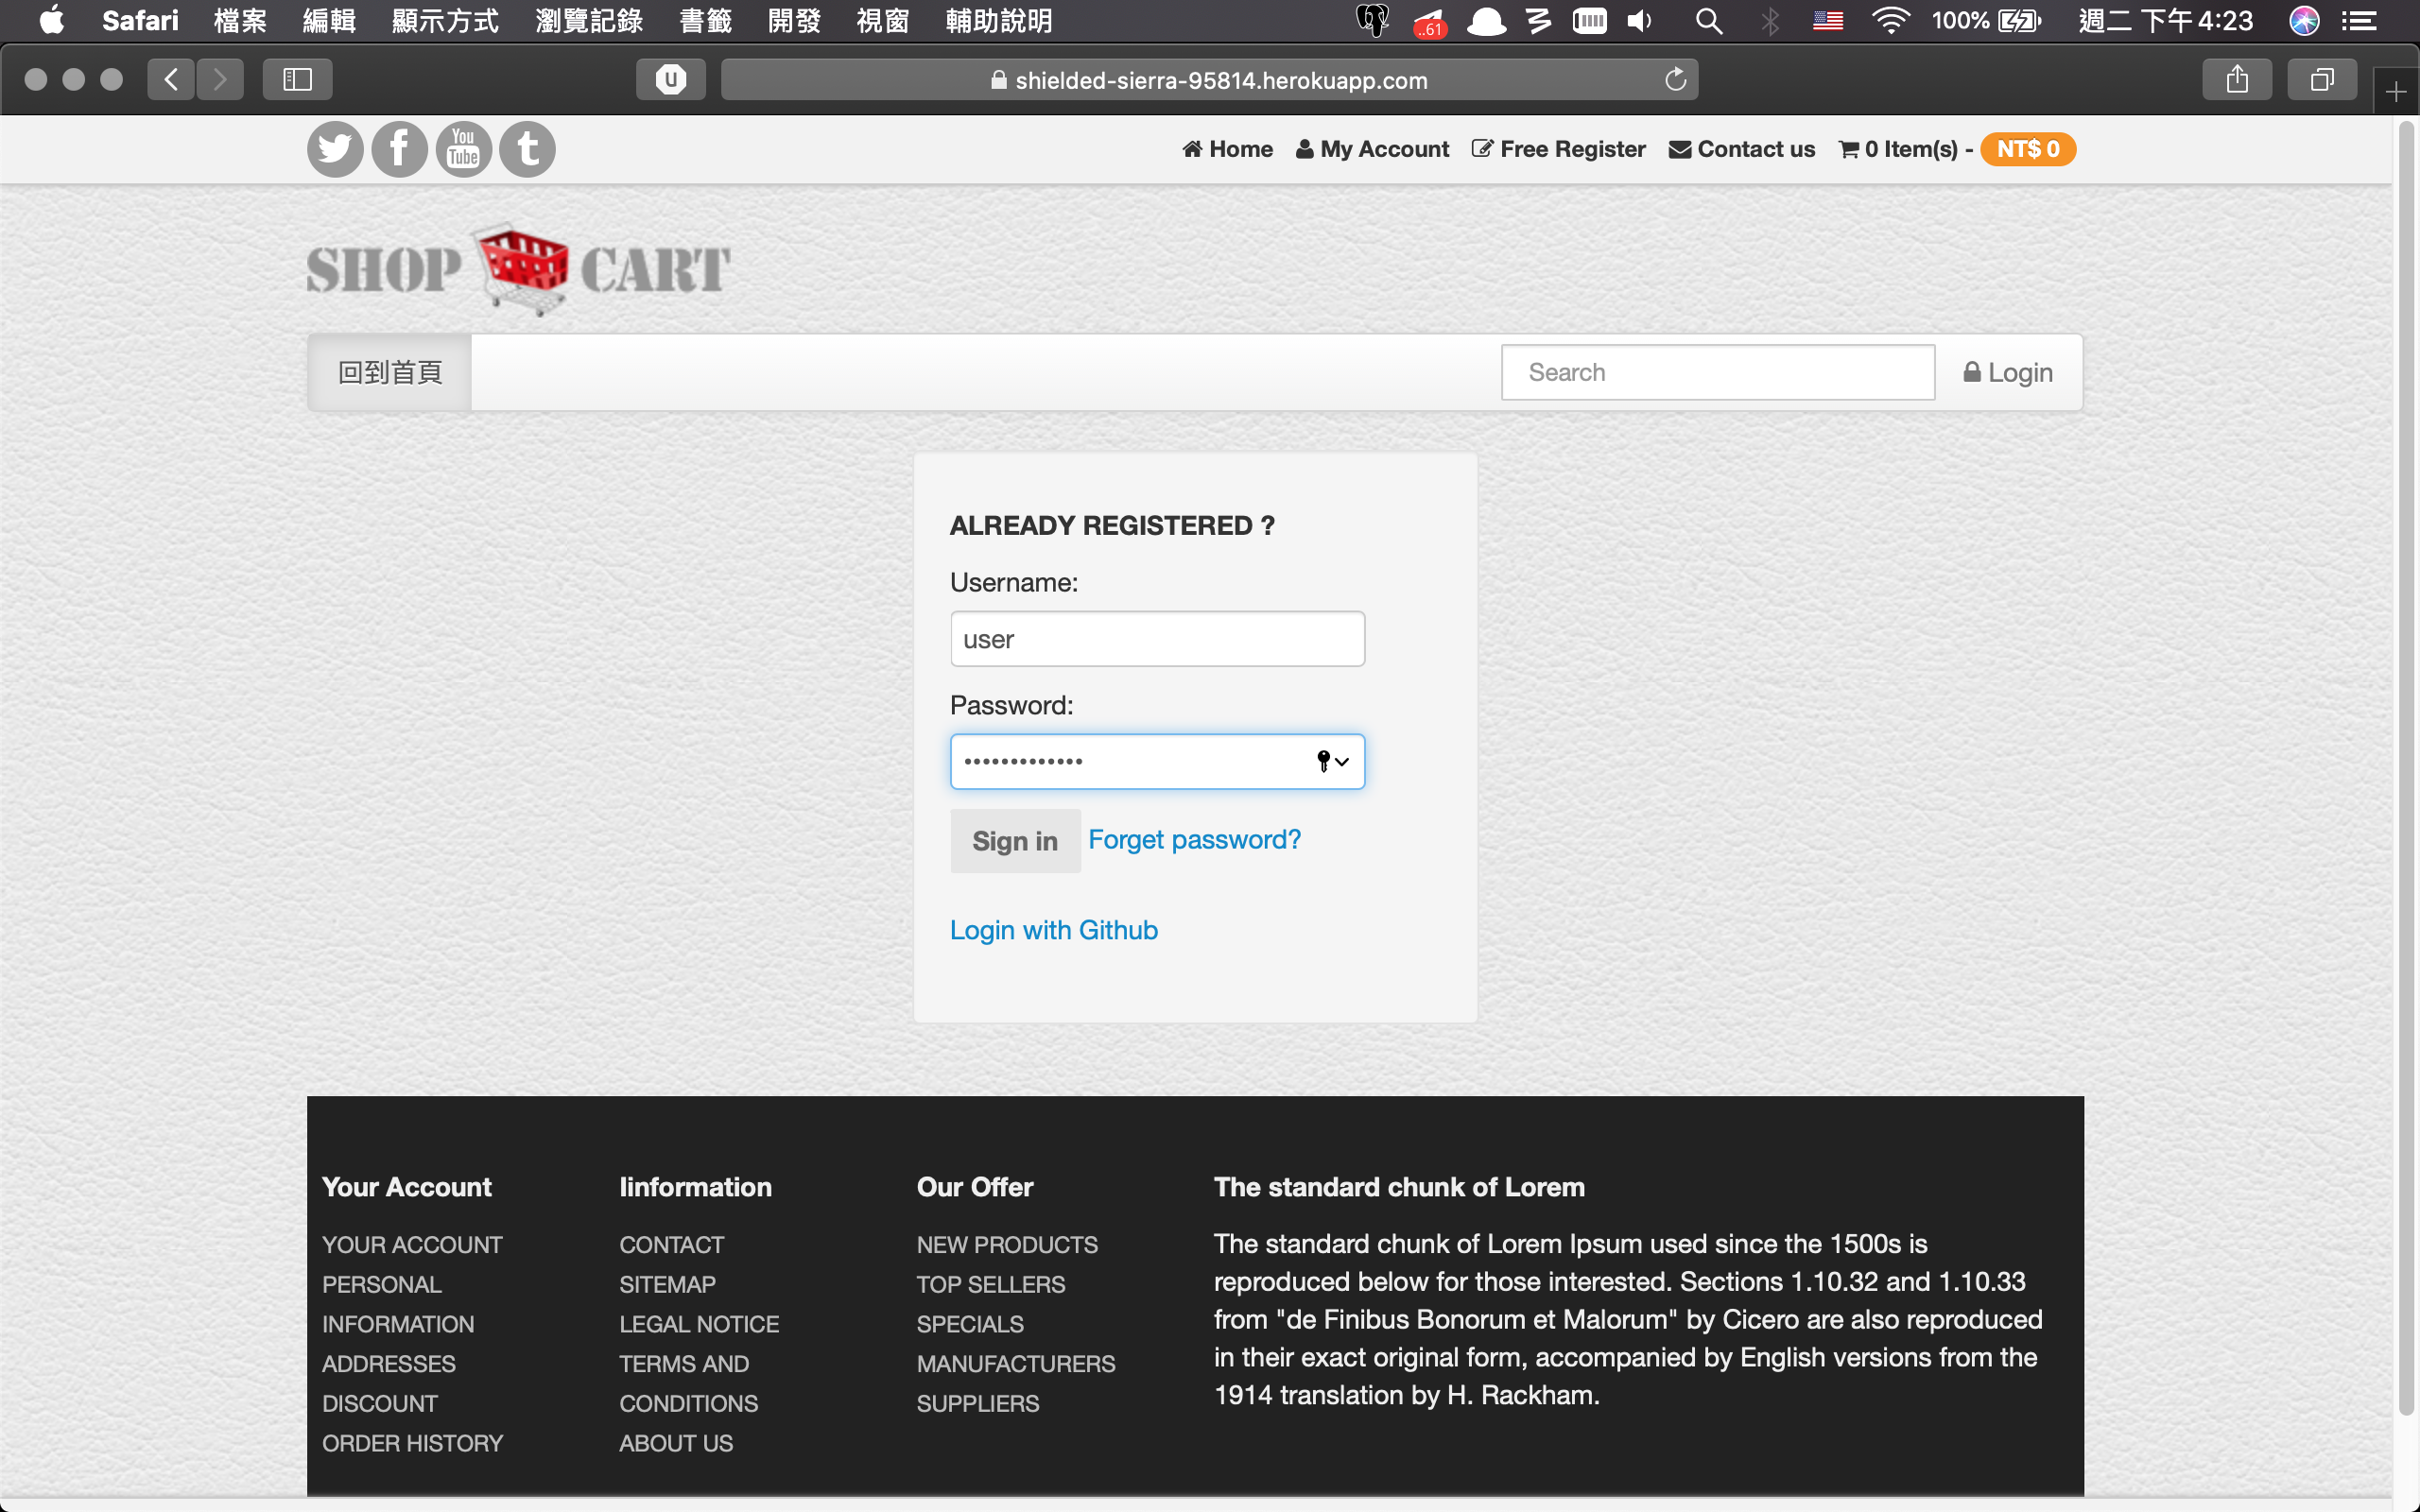 Safari 檔案 編輯 顯示方式 瀏覽記錄 書籤 開發 視窗 輔助說明 ..61 100% 週二 下午 4:23
U shielded-sierra-95814.herokuapp.com
You Tube Home My Account Free Register Contact us 0 Item(s) - NT$ 0
SHOP CART
回到首頁 Search Login
ALREADY REGISTERED ?
Username:
user
Password:
•••••••••••••
Sign in Forget password?
Login with Github
Your Account
YOUR ACCOUNT
PERSONAL
INFORMATION
ADDRESSES
DISCOUNT
ORDER HISTORY
Iinformation
CONTACT
SITEMAP
LEGAL NOTICE
TERMS AND
CONDITIONS
ABOUT US
Our Offer
NEW PRODUCTS
TOP SELLERS
SPECIALS
MANUFACTURERS
SUPPLIERS
The standard chunk of Lorem
The standard chunk of Lorem Ipsum used since the 1500s is
reproduced below for those interested. Sections 1.10.32 and 1.10.33
from "de Finibus Bonorum et Malorum" by Cicero are also reproduced
in their exact original form, accompanied by English versions from the
1914 translation by H. Rackham.